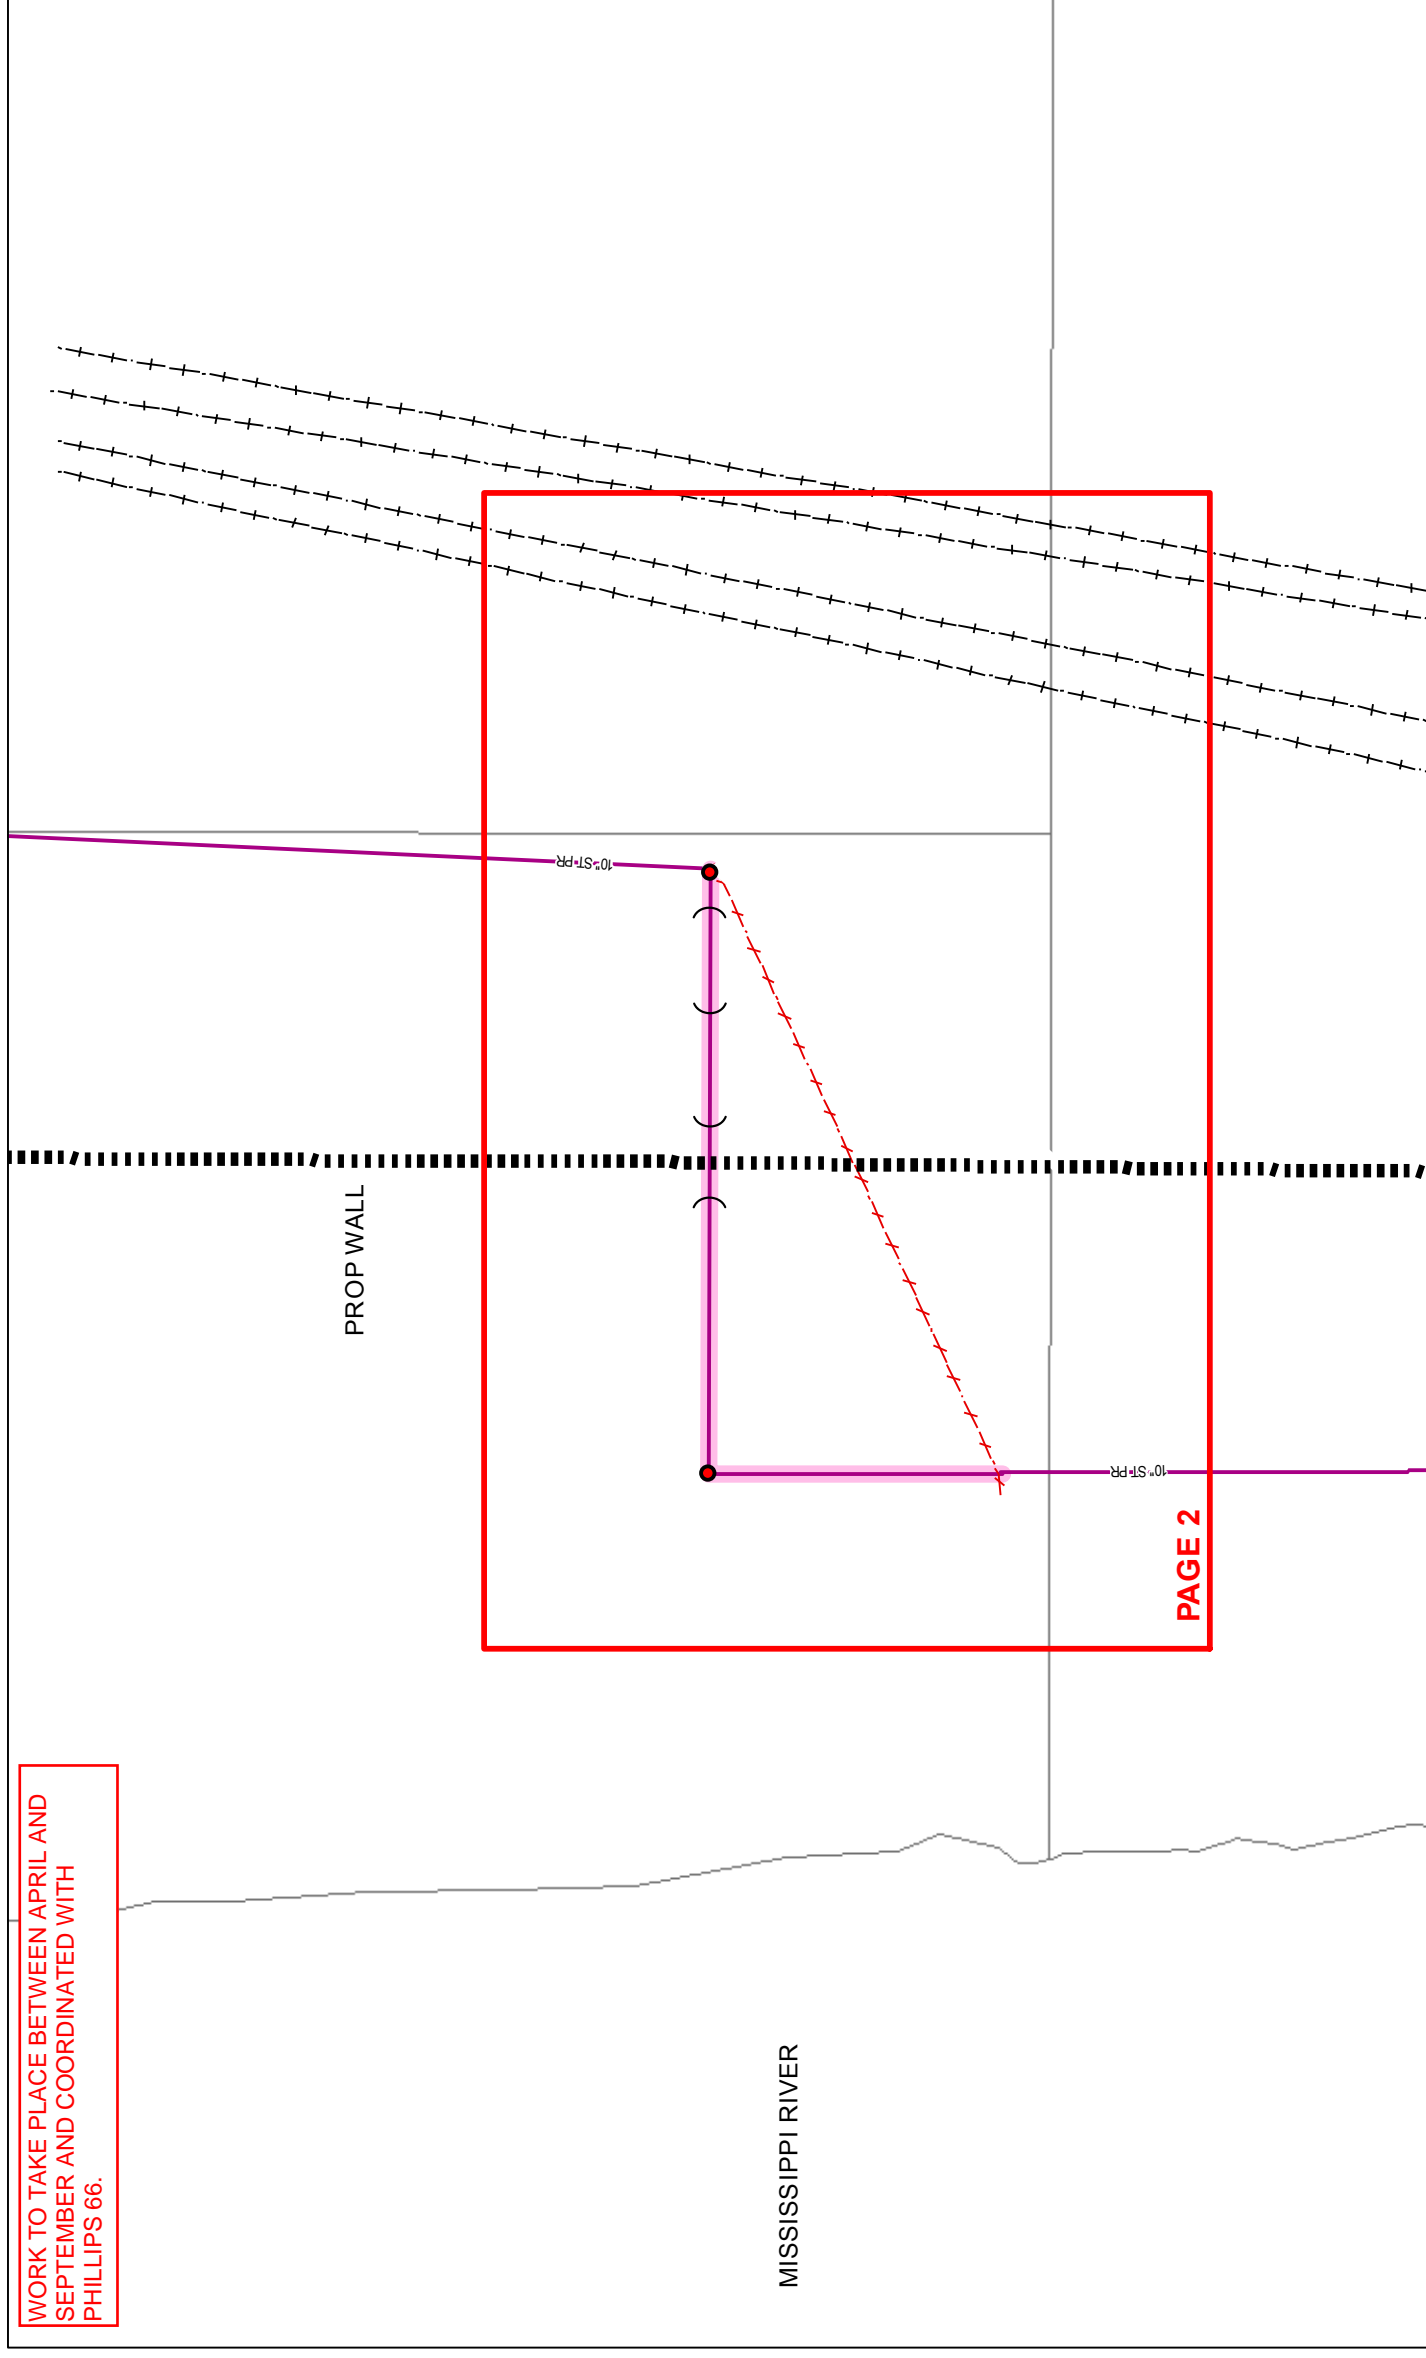 WORK TO TAKE PLACE BETWEEN APRIL AND
SEPTEMBER AND COORDINATED WITH
PHILLIPS 66.
PROP WALL
MISSISSIPPI RIVER
10" ST-PR
10" ST-PR
PAGE 2